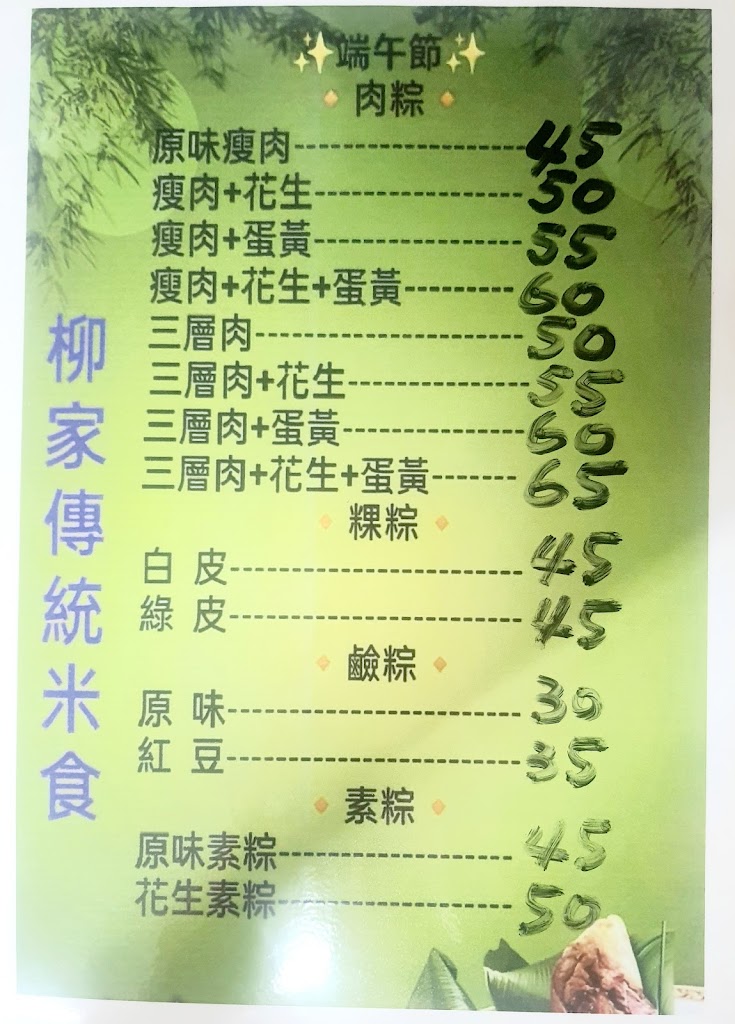 ✨端午節✨
🔸肉粽🔸
原味瘦肉---------------------45
瘦肉+花生-------------------50
瘦肉+蛋黃-------------------55
瘦肉+花生+蛋黃---------60
三層肉------------------------50
三層肉+花生----------------55
三層肉+蛋黃----------------60
三層肉+花生+蛋黃-------65
🔸粿粽🔸
白 皮--------------------------45
綠 皮--------------------------45
🔸鹼粽🔸
原 味--------------------------30
紅 豆--------------------------35
🔸素粽🔸
原味素粽---------------------45
花生素粽---------------------50
柳家傳統米食